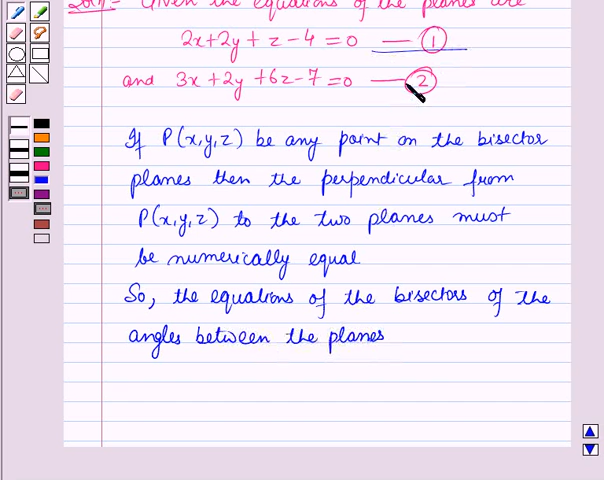 Soln:- Given the equations of the planes are
2x+2y+z-4=0 — ①
and 3x+2y+6z-7=0 — ②
If P(x,y,z) be any point on the bisector
planes then the perpendicular from
P(x,y,z) to the two planes must
be numerically equal
So, the equations of the bisectors of the
angles between the planes